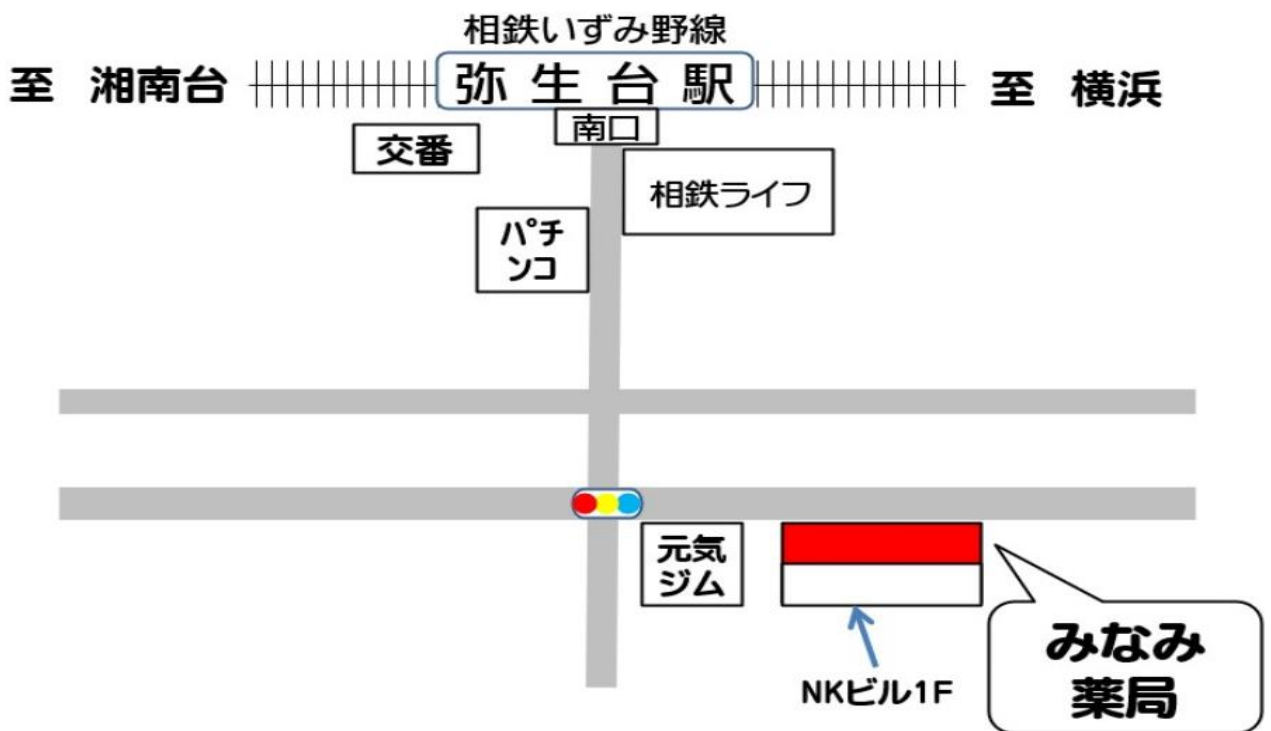 相鉄いずみ野線
至 湘南台
弥生台駅
至 横浜
南口
交番
相鉄ライフ
パチ
ンコ
元気
ジム
みなみ
薬局
NKビル1F